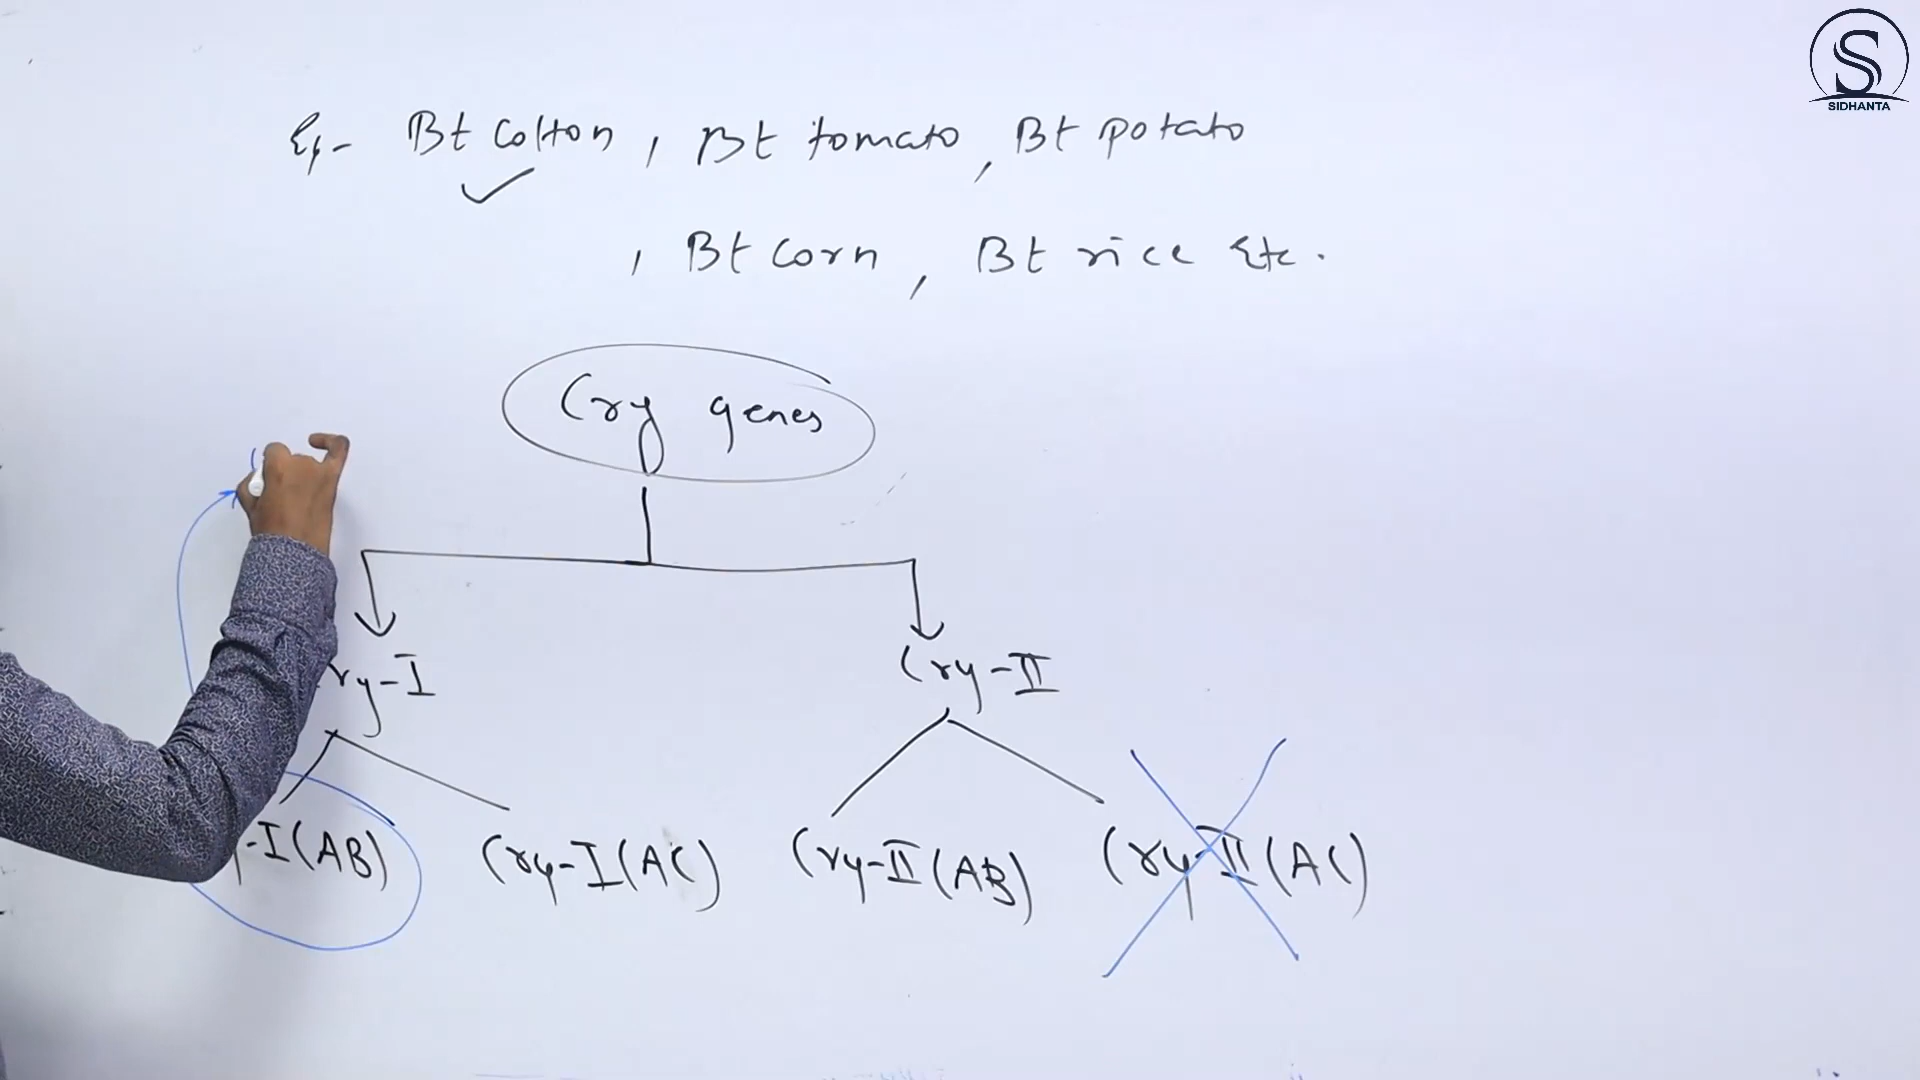 SIDHANTA
Eg- Bt Cotton, Bt tomato, Bt potato
, Bt corn, Bt rice Etc.
Cry genes
ry-I Cry-II
y-I(AB) Cry-I(AC) Cry-II(AB) Cry-II(AC)